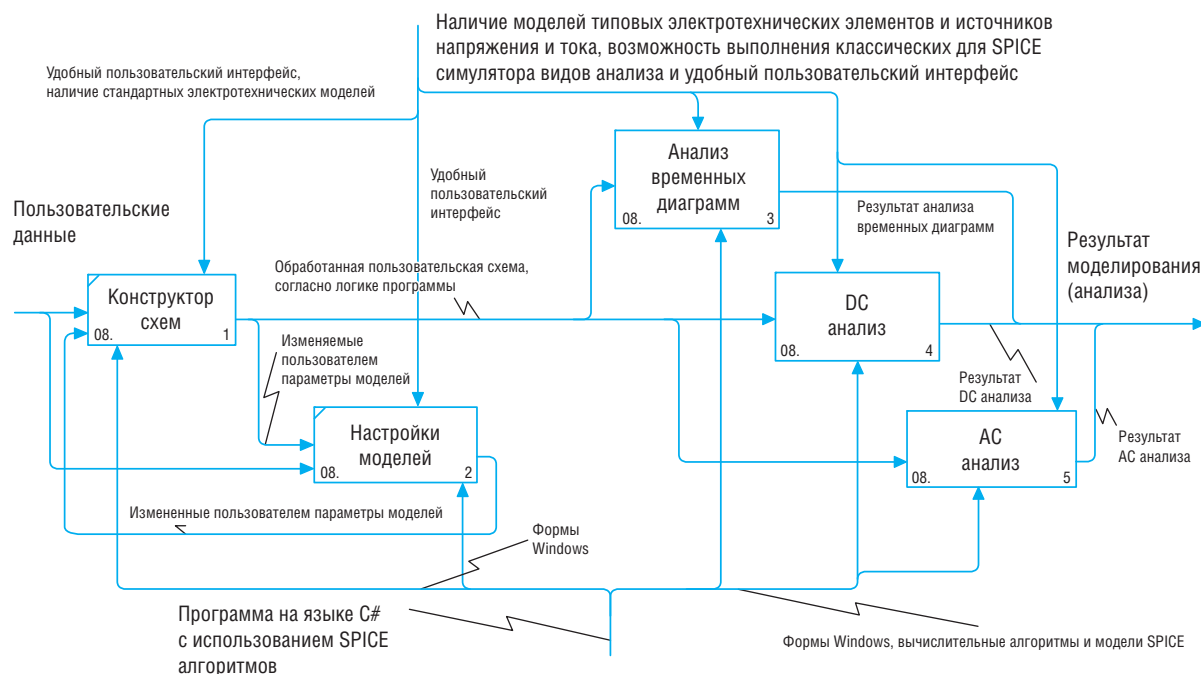 Наличие моделей типовых электротехнических элементов и источников
напряжения и тока, возможность выполнения классических для SPICE
симулятора видов анализа и удобный пользовательский интерфейс
Удобный пользовательский интерфейс,
наличие стандартных электротехнических моделей
Анализ
временных
диаграмм
08.
3
Удобный
пользовательский
интерфейс
Пользовательские
данные
Результат анализа
временных диаграмм
Результат
моделирования
(анализа)
Обработанная пользовательская схема,
согласно логике программы
Конструктор
схем
08.
1
DC
анализ
08.
4
Изменяемые
пользователем
параметры моделей
Результат
DC анализа
Настройки
моделей
08.
2
AC
анализ
08.
5
Результат
AC анализа
Измененные пользователем параметры моделей
Формы
Windows
Программа на языке C#
с использованием SPICE
алгоритмов
Формы Windows, вычислительные алгоритмы и модели SPICE